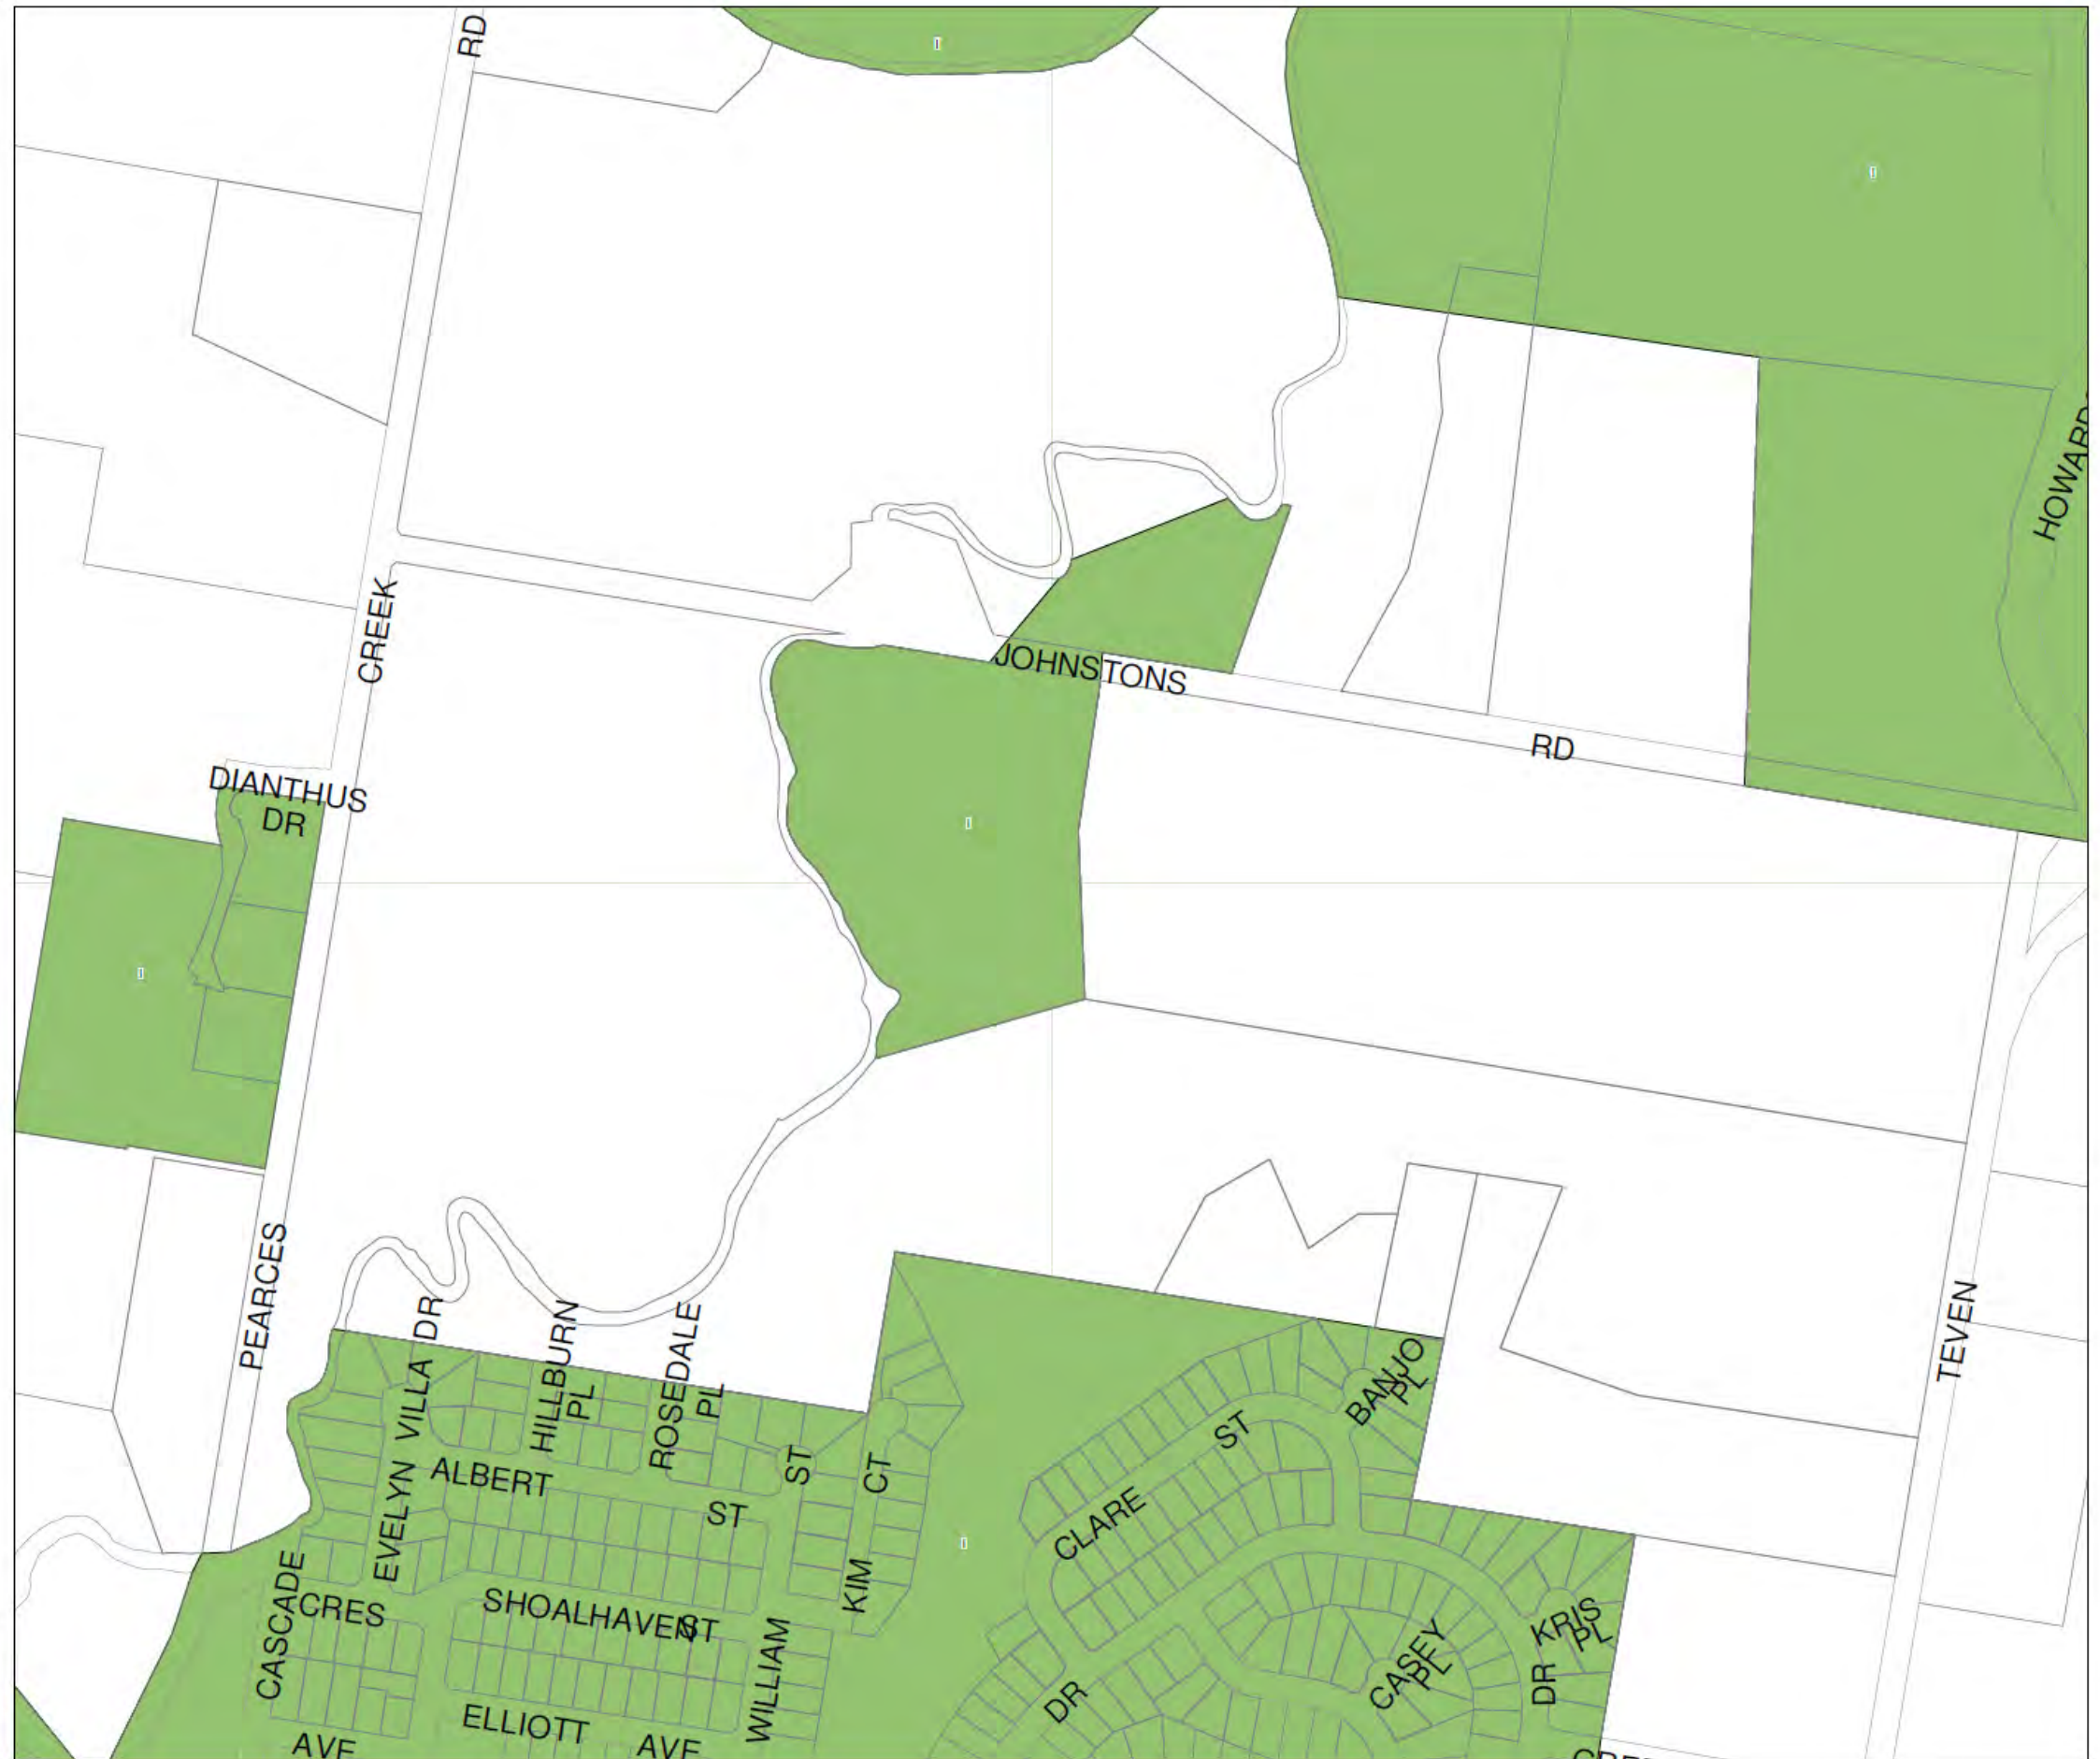 RD
HOWARD
CREEK
JOHNSTONS
RD
DIANTHUS
DR
PEARCES
TEVEN
DR
VILLA
EVELYN
HILLBURN
PL
ROSEDALE
PL
BANJO
PL
ALBERT
ST
ST
CT
KIM
ST
CLARE
CASCADE
CRES
SHOALHAVEN
ST
WILLIAM
KRIS
PL
CASEY
PL
DR
DR
ELLIOTT
AVE
AVE